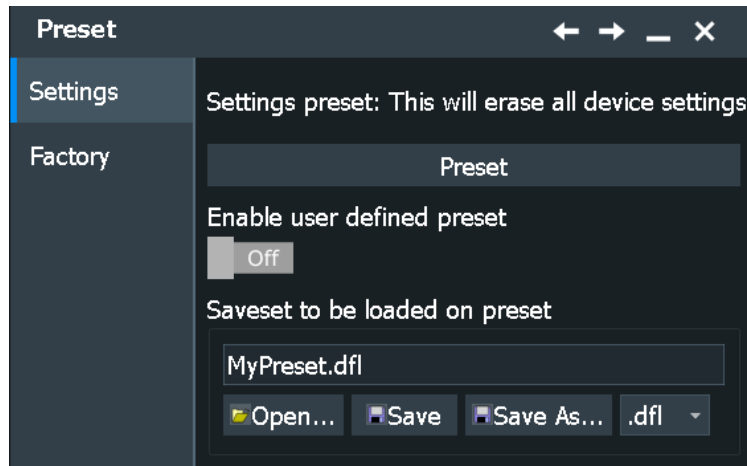 Preset
Settings
Factory
Settings preset: This will erase all device settings
Preset
Enable user defined preset
Off
Saveset to be loaded on preset
MyPreset.dfl
Open... Save Save As... .dfl